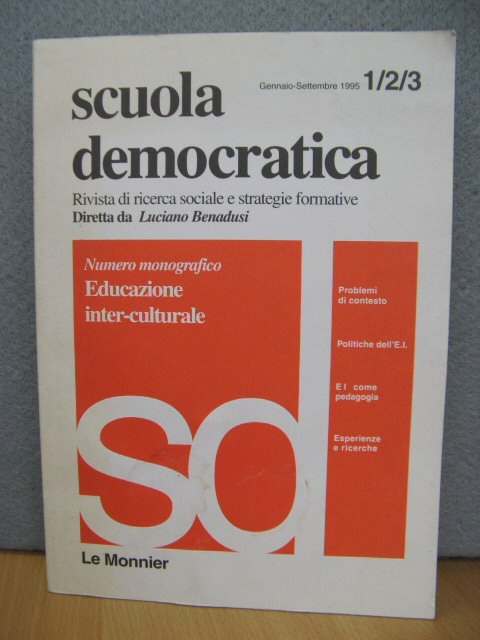 Gennaio-Settembre 1995 1/2/3
scuola
democratica
Rivista di ricerca sociale e strategie formative
Diretta da Luciano Benadusi
Numero monografico
Educazione
inter-culturale
Problemi
di contesto
Politiche dell'E.I.
E I come
pedagogia
Esperienze
e ricerche
sd
Le Monnier